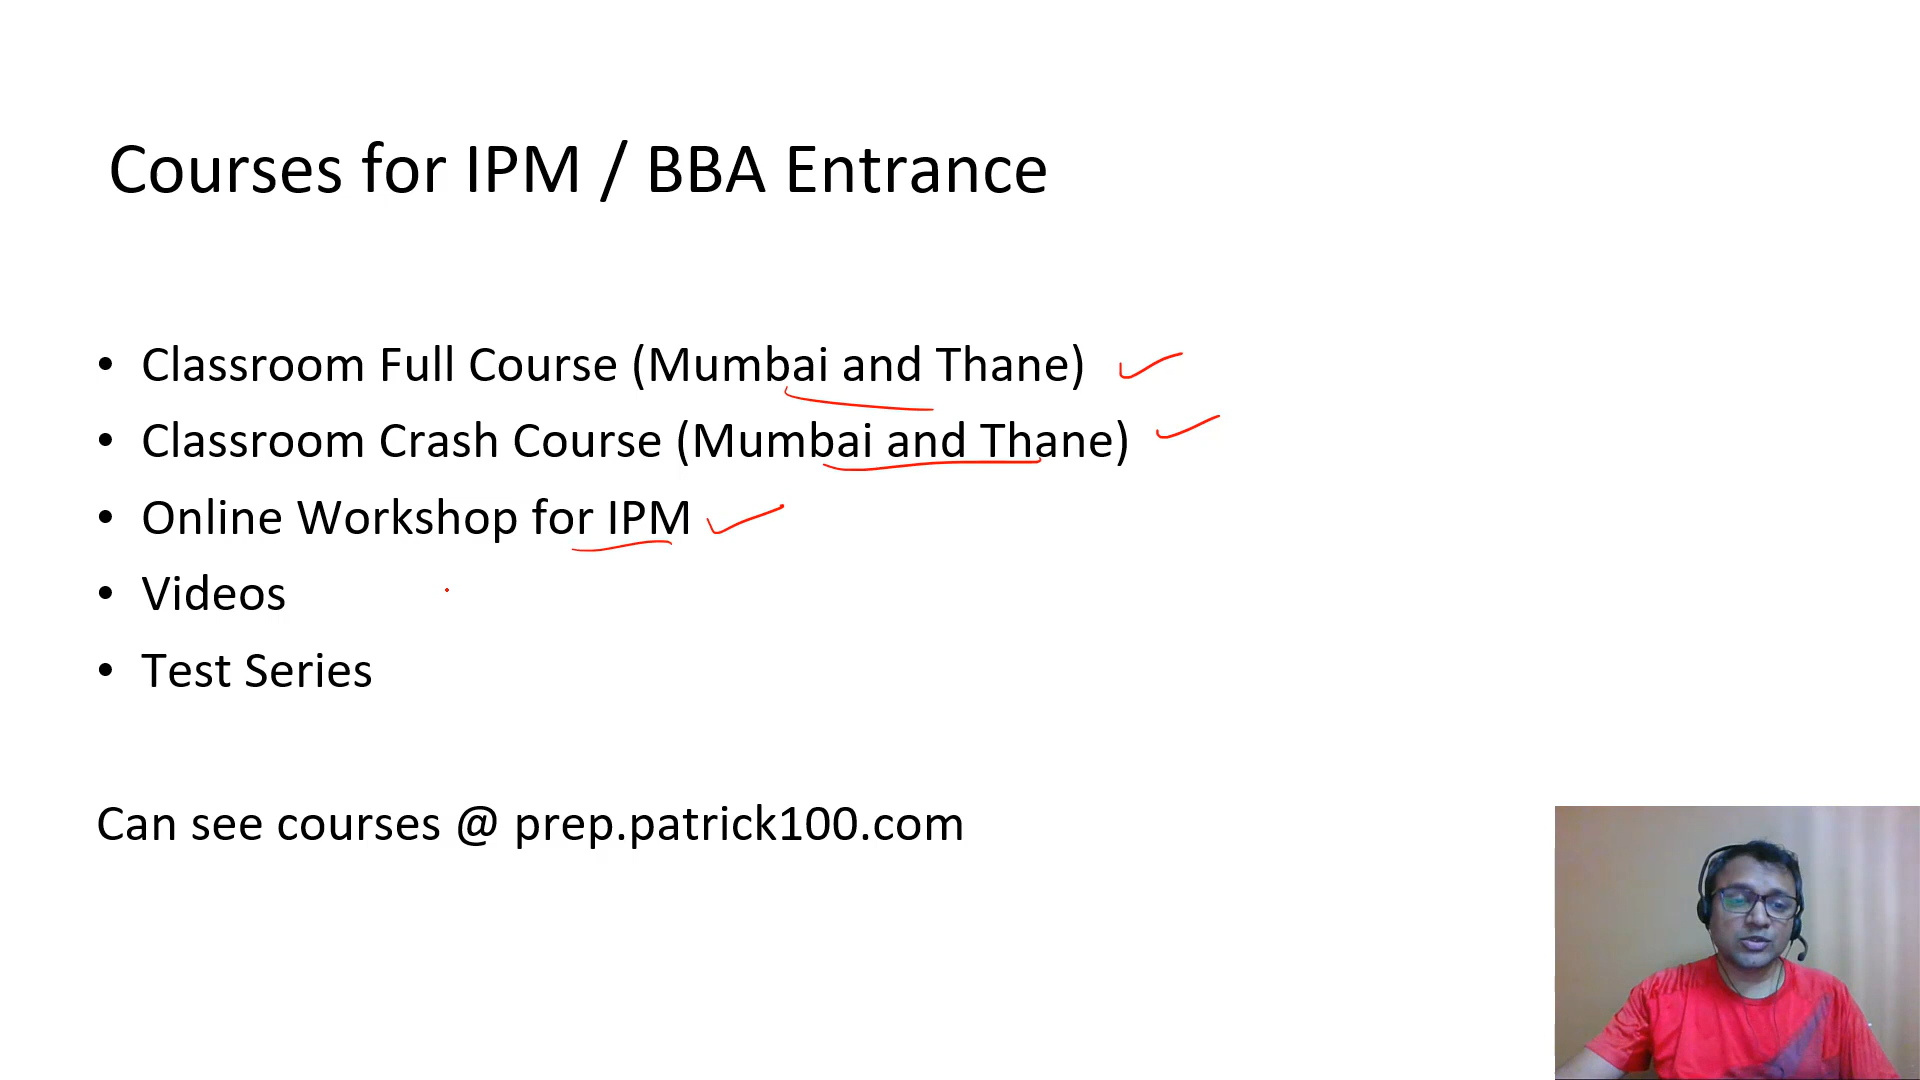 Courses for IPM / BBA Entrance
• Classroom Full Course (Mumbai and Thane)
• Classroom Crash Course (Mumbai and Thane)
• Online Workshop for IPM
• Videos
• Test Series
Can see courses @ prep.patrick100.com